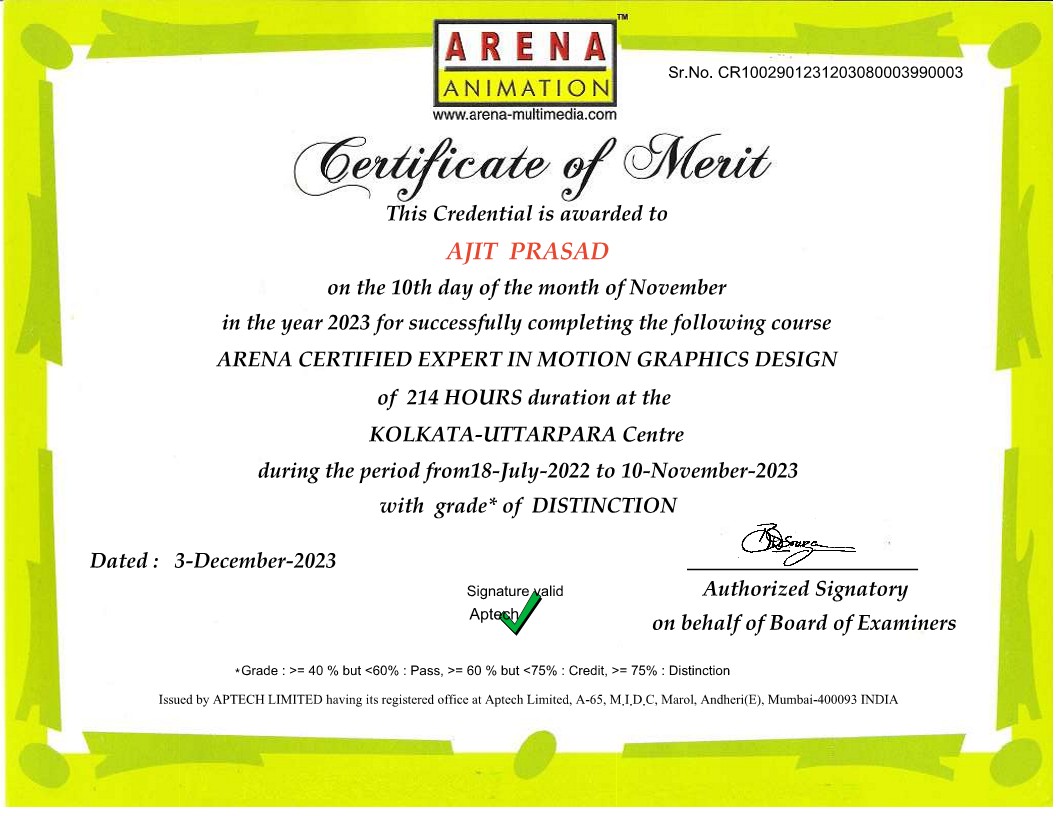 ARENA
ANIMATION
TM
www.arena-multimedia.com
Sr.No. CR1002901231203080003990003
Certificate of Merit
This Credential is awarded to
AJIT PRASAD
on the 10th day of the month of November
in the year 2023 for successfully completing the following course
ARENA CERTIFIED EXPERT IN MOTION GRAPHICS DESIGN
of 214 HOURS duration at the
KOLKATA-UTTARPARA Centre
during the period from18-July-2022 to 10-November-2023
with grade* of DISTINCTION
Dated : 3-December-2023
Signature valid
Aptech
Authorized Signatory
on behalf of Board of Examiners
*Grade : >= 40 % but <60% : Pass, >= 60 % but <75% : Credit, >= 75% : Distinction
Issued by APTECH LIMITED having its registered office at Aptech Limited, A-65, M.I.D.C, Marol, Andheri(E), Mumbai-400093 INDIA